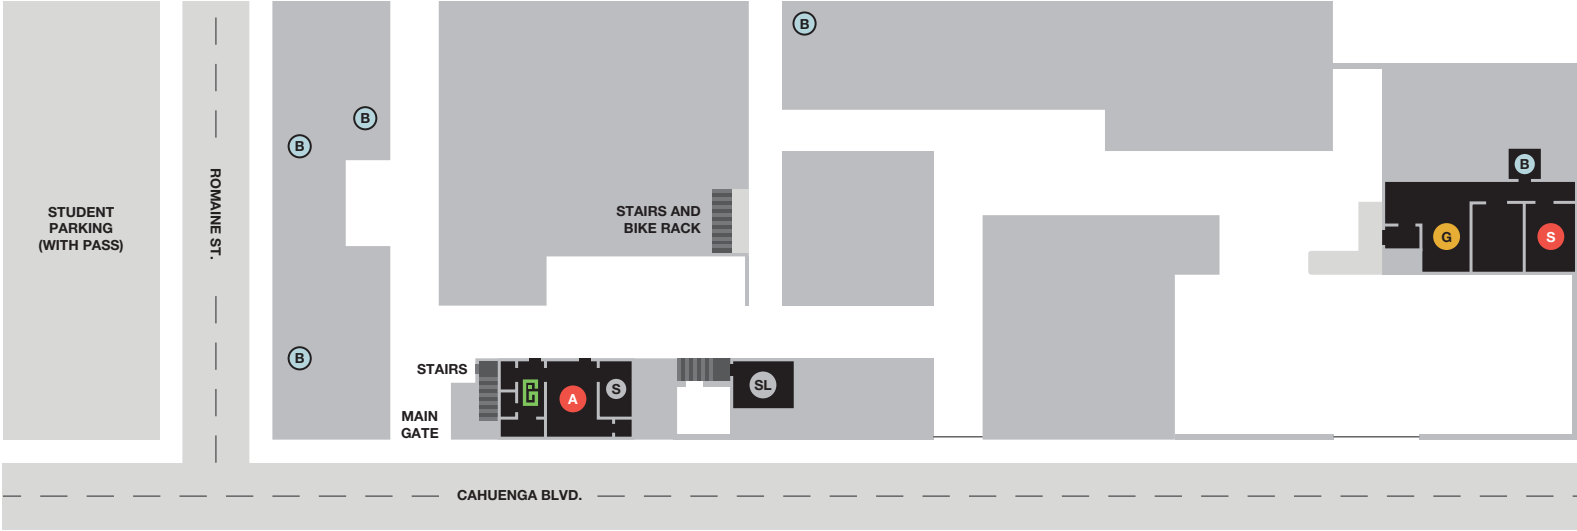 B
B
B
B
ROMAINE ST.
B
STUDENT
PARKING
(WITH PASS)
STAIRS AND
BIKE RACK
G
S
STAIRS
G
A
S
SL
MAIN
GATE
CAHUENGA BLVD.